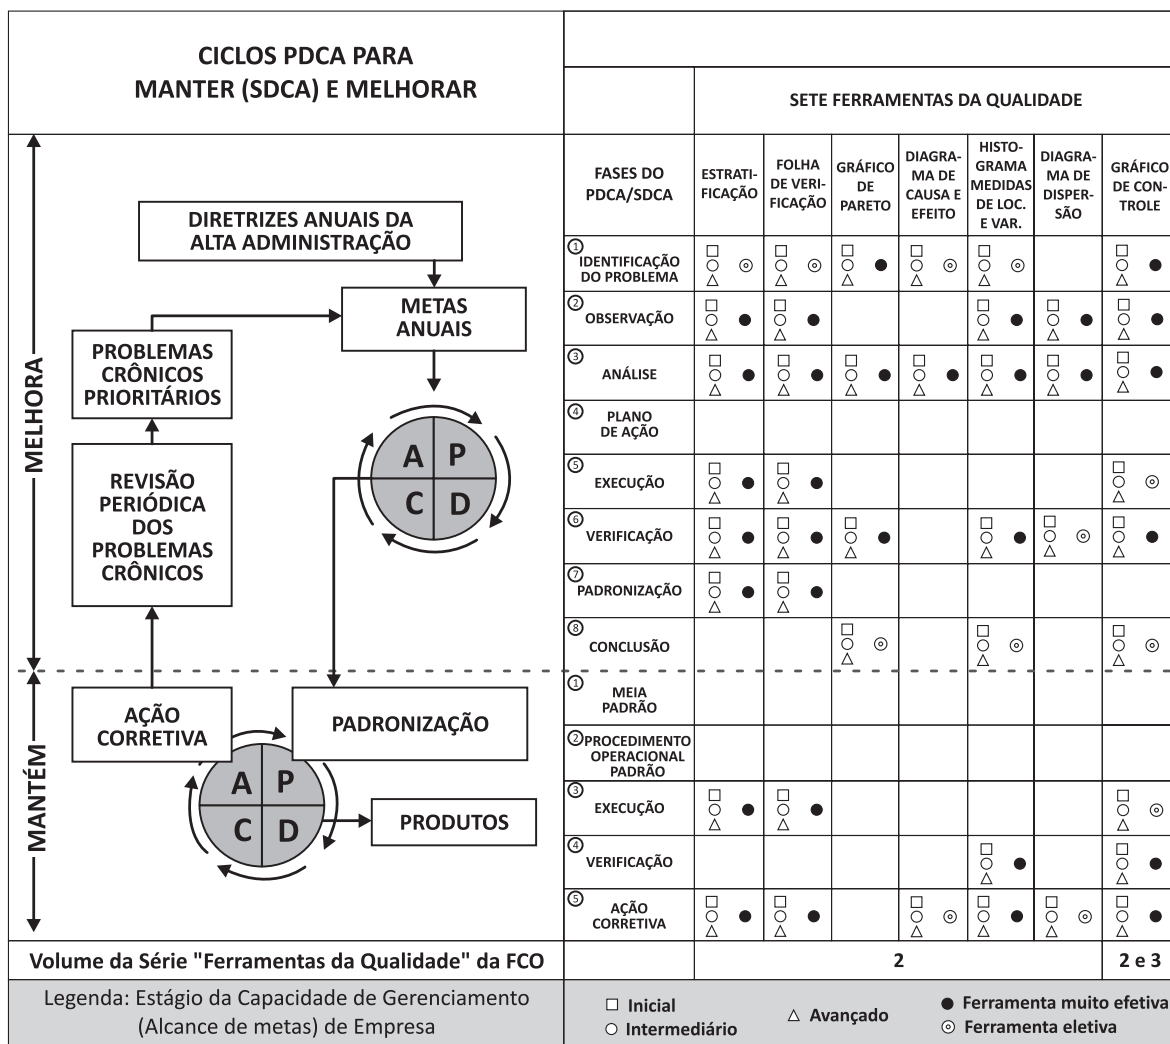 CICLOS PDCA PARA
MANTER (SDCA) E MELHORAR
SETE FERRAMENTAS DA QUALIDADE
FASES DO
PDCA/SDCA
ESTRATI-
FICAÇÃO
FOLHA
DE VERI-
FICAÇÃO
GRÁFICO
DE
PARETO
DIAGRA-
MA DE
CAUSA E
EFEITO
HISTO-
GRAMA
MEDIDAS
DE LOC.
E VAR.
DIAGRA-
MA DE
DISPER-
SÃO
GRÁFICO
DE CON-
TROLE
MELHORA
DIRETRIZES ANUAIS DA
ALTA ADMINISTRAÇÃO
METAS
ANUAIS
PROBLEMAS
CRÔNICOS
PRIORITÁRIOS
REVISÃO
PERIÓDICA
DOS
PROBLEMAS
CRÔNICOS
A P
C D
MANTÉM
AÇÃO
CORRETIVA
PADRONIZAÇÃO
A P
C D
PRODUTOS
1 IDENTIFICAÇÃO
DO PROBLEMA
2 OBSERVAÇÃO
3 ANÁLISE
4 PLANO
DE AÇÃO
5 EXECUÇÃO
6 VERIFICAÇÃO
7 PADRONIZAÇÃO
8 CONCLUSÃO
1 MEIA
PADRÃO
2 PROCEDIMENTO
OPERACIONAL
PADRÃO
3 EXECUÇÃO
4 VERIFICAÇÃO
5 AÇÃO
CORRETIVA
Volume da Série "Ferramentas da Qualidade" da FCO
2
2 e 3
Legenda: Estágio da Capacidade de Gerenciamento
(Alcance de metas) de Empresa
Inicial
Intermediário
Avançado
Ferramenta muito efetiva
Ferramenta eletiva